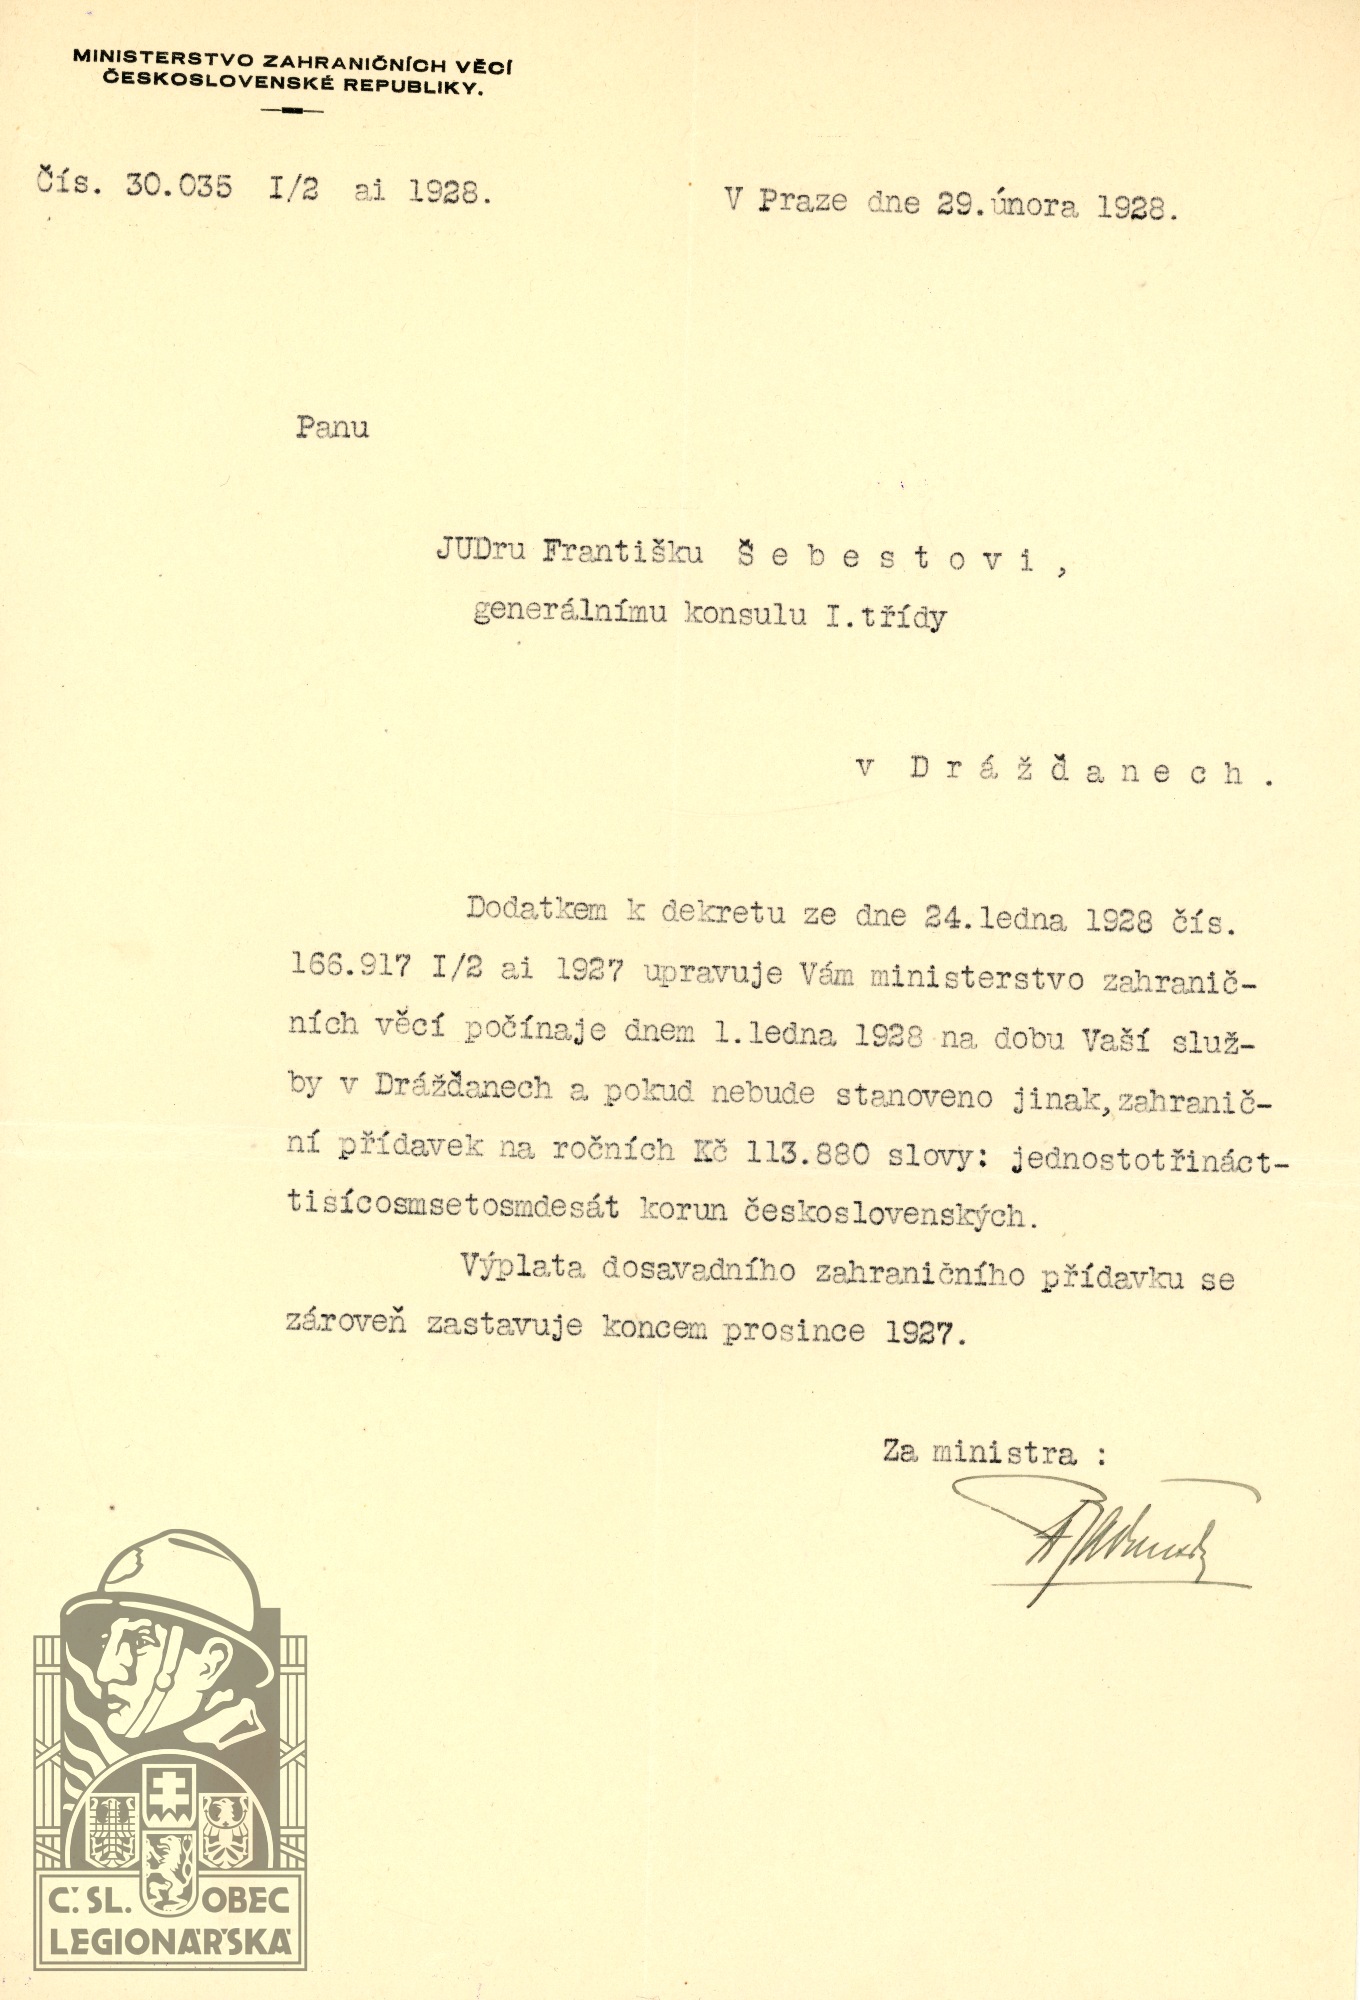 MINISTERSTVO ZAHRANIČNÍCH VĚCÍ
ČESKOSLOVENSKÉ REPUBLIKY.
Čís. 30.035 I/2 ai 1928.
V Praze dne 29.února 1928.
Panu
JUDru Františku Šebestovi,
generálnímu konsulu I.třídy
v Drážďanech.
Dodatkem k dekretu ze dne 24.ledna 1928 čís.
166.917 I/2 ai 1927 upravuje Vám ministerstvo zahranič-
ních věcí počínaje dnem 1.ledna 1928 na dobu Vaší služ-
by v Drážďanech a pokud nebude stanoveno jinak,zahranič-
ní přídavek na ročních Kč 113.880 slovy: jednostotřináct-
tisícosmsetosmdesát korun československých.
Výplata dosavadního zahraničního přídavku se
zároveň zastavuje koncem prosince 1927.
Za ministra :
Č.SL. OBEC
LEGIONÁŘSKÁ